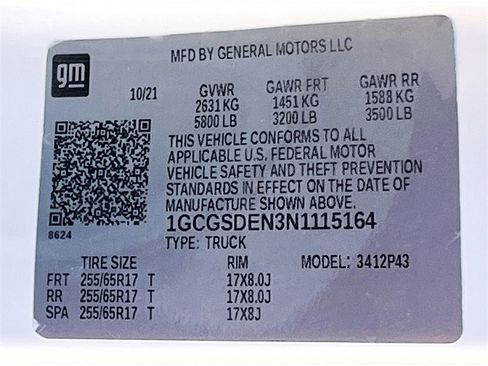 gm
MFD BY GENERAL MOTORS LLC
10/21 GVWR GAWR FRT GAWR RR
2631 KG 1451 KG 1588 KG
5800 LB 3200 LB 3500 LB
THIS VEHICLE CONFORMS TO ALL
APPLICABLE U.S. FEDERAL MOTOR
VEHICLE SAFETY AND THEFT PREVENTION
STANDARDS IN EFFECT ON THE DATE OF
MANUFACTURE SHOWN ABOVE.
8624 1GCGSDEN3N1115164
TYPE: TRUCK
TIRE SIZE RIM MODEL: 3412P43
FRT 255/65R17 T 17X8.0J
RR 255/65R17 T 17X8.0J
SPA 255/65R17 T 17X8J